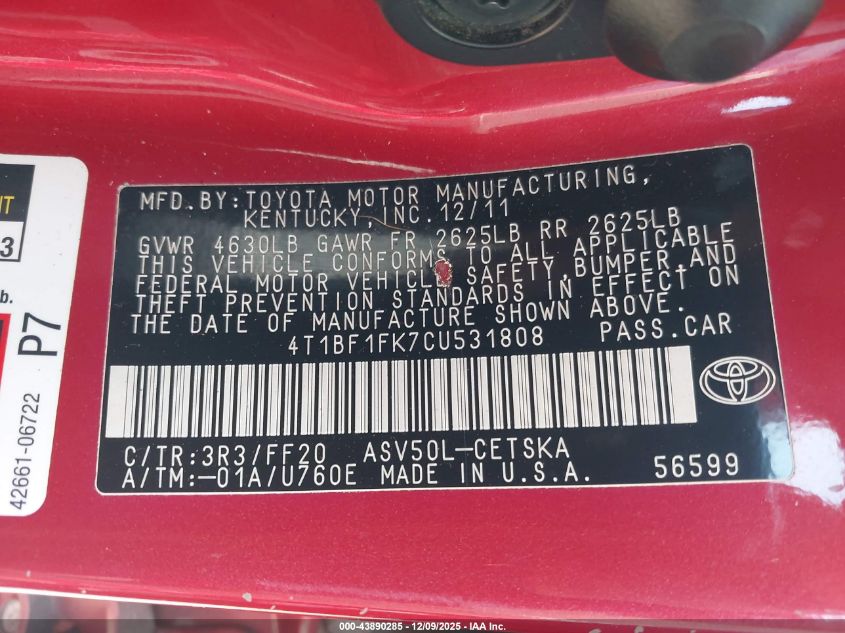 MFD. BY: TOYOTA MOTOR MANUFACTURING,
KENTUCKY, INC. 12/11
GVWR 4630LB GAWR FR 2625LB RR 2625LB
THIS VEHICLE CONFORMS TO ALL APPLICABLE
FEDERAL MOTOR VEHICLE SAFETY, BUMPER, AND
THEFT PREVENTION STANDARDS IN EFFECT ON
THE DATE OF MANUFACTURE SHOWN ABOVE.
4T1BF1FK7CU531808 PASS.CAR
C/TR:3R3/FF20 ASV50L-CETSKA
A/TM:-01A/U760E MADE IN U.S.A. 56599
IT
3
b.
P7
42661-06722
000-43890285 - 12/09/2025 - IAA Inc.